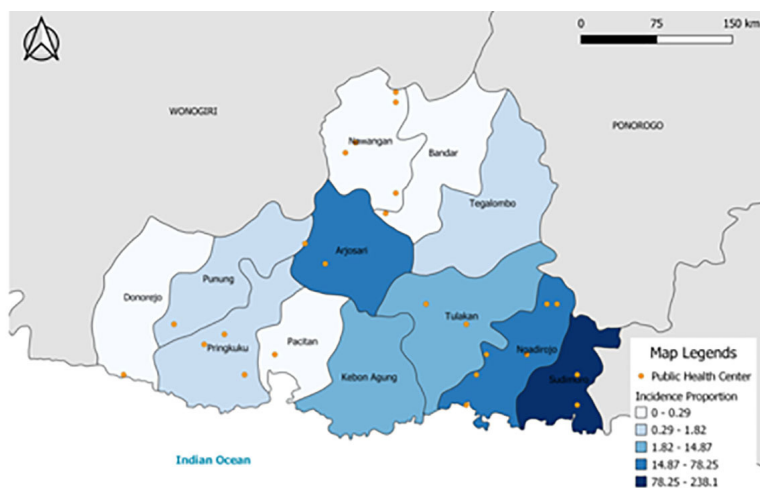 0 75 150 km
WONOGIRI
PONOROGO
Nawangan
Bandar
Tegalombo
Arjosari
Punung
Donorejo
Tulakan
Pringkuku
Pacitan
Ngadirojo
Kebon Agung
Sudimoro
Indian Ocean
Map Legends
Public Health Center
Incidence Proportion
0 - 0.29
0.29 - 1.82
1.82 - 14.87
14.87 - 78.25
78.25 - 238.1